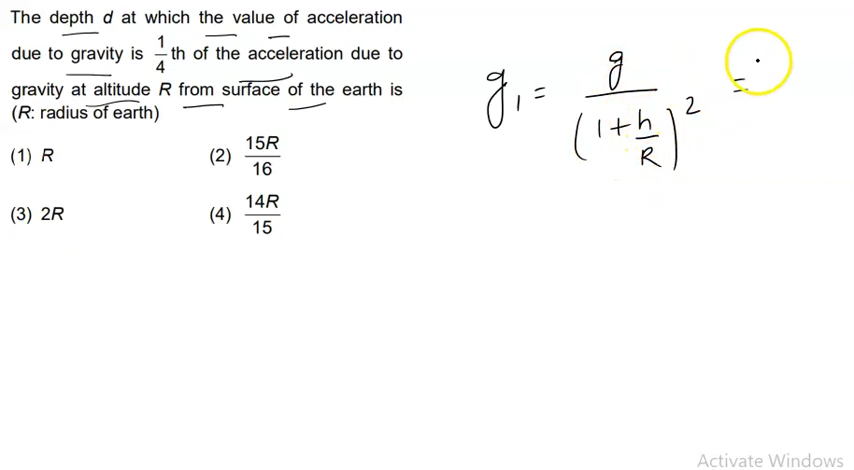 The depth d at which the value of acceleration
due to gravity is 1/4 th of the acceleration due to
gravity at altitude R from surface of the earth is
(R: radius of earth)
(1) R (2) 15R/16
(3) 2R (4) 14R/15
g₁ = g/(1+h/R)² =
Activate Windows